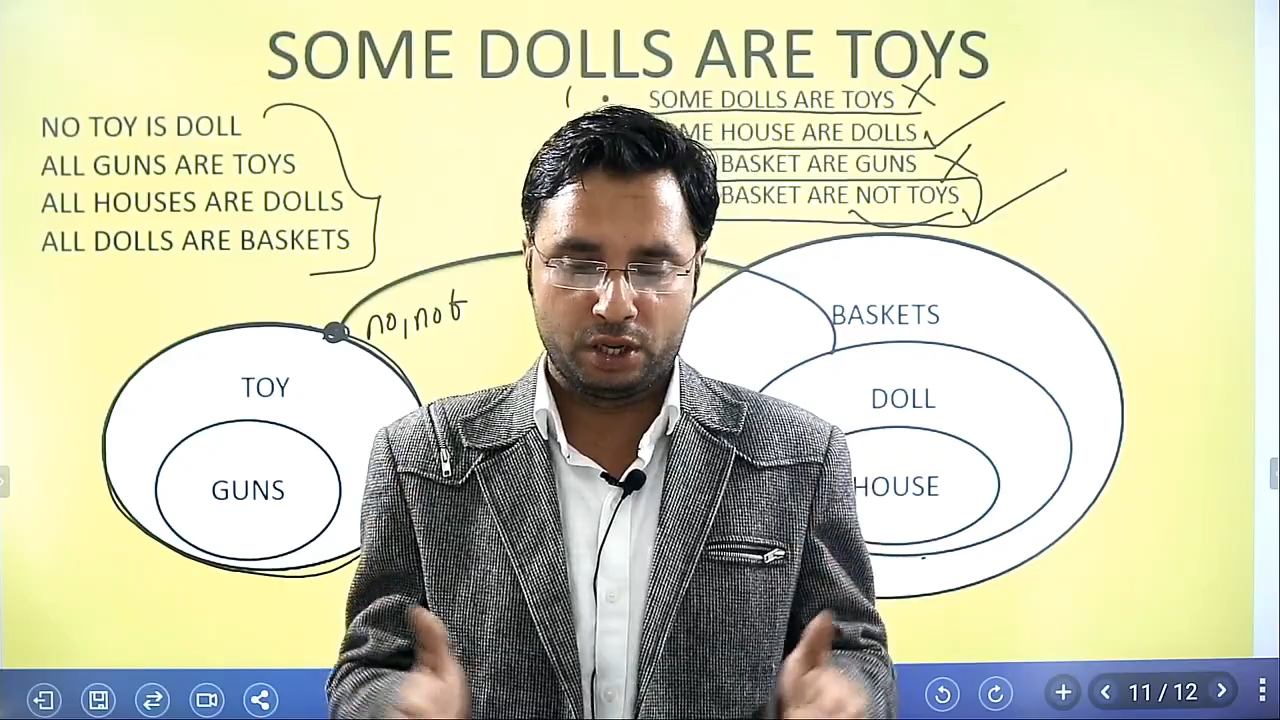 SOME DOLLS ARE TOYS
NO TOY IS DOLL
ALL GUNS ARE TOYS
ALL HOUSES ARE DOLLS
ALL DOLLS ARE BASKETS
SOME DOLLS ARE TOYS
HOUSE ARE DOLLS
BASKET ARE GUNS
BASKET ARE NOT TOYS
no, not
TOY
GUNS
BASKETS
DOLL
HOUSE
11 / 12